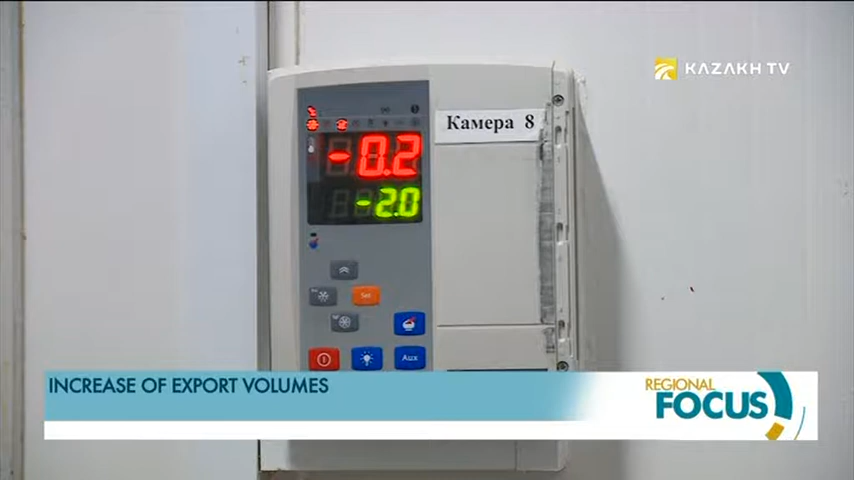 KAZAKH TV
Камера 8
-0.2
-2.0
Set
Aux
INCREASE OF EXPORT VOLUMES
REGIONAL
FOCUS